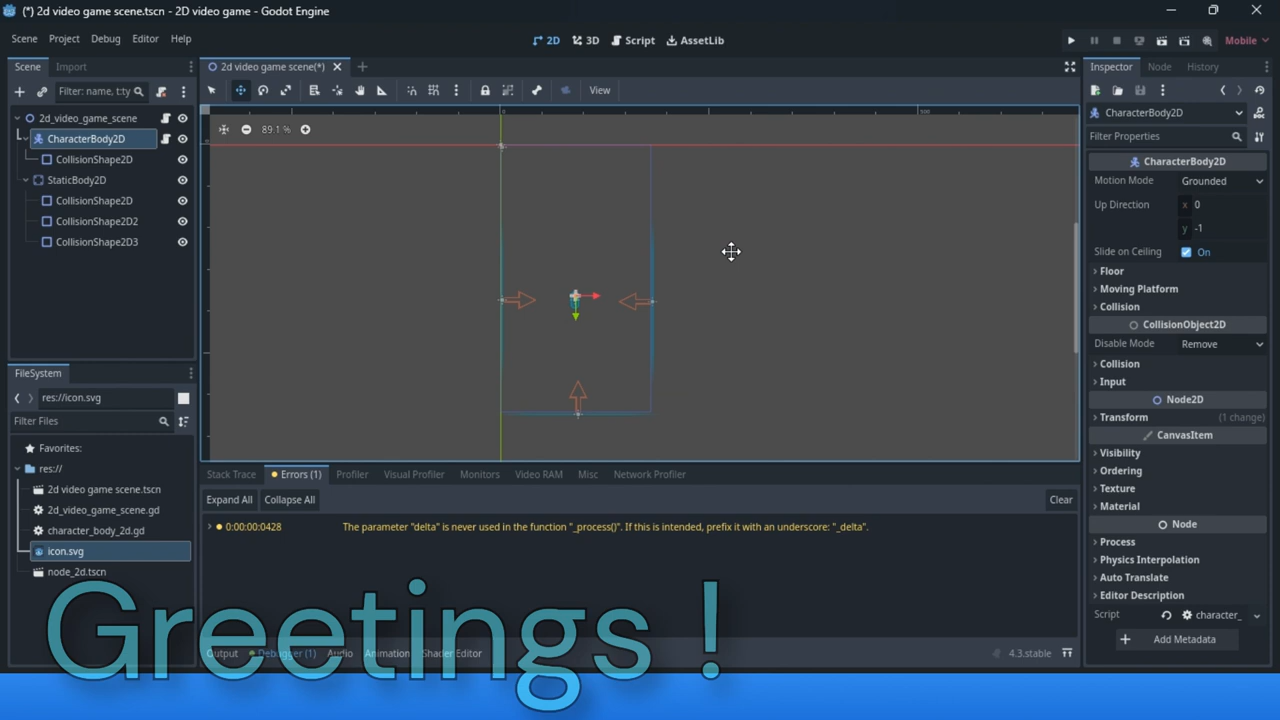 (*) 2d video game scene.tscn - 2D video game - Godot Engine
Scene Project Debug Editor Help
2D 3D Script AssetLib
Mobile
Scene Import
2d video game scene(*)
Inspector Node History
Filter: name, t:ty
View
CharacterBody2D
Filter Properties
2d_video_game_scene
CharacterBody2D
CollisionShape2D
StaticBody2D
CollisionShape2D
CollisionShape2D2
CollisionShape2D3
0
500
89.1 %
CharacterBody2D
Motion Mode Grounded
Up Direction x 0
y -1
Slide on Ceiling On
Floor
Moving Platform
Collision
CollisionObject2D
Disable Mode Remove
Collision
Input
Node2D
Transform (1 change)
CanvasItem
Visibility
Ordering
Texture
Material
Node
Process
Physics Interpolation
Auto Translate
Editor Description
Script character_
Add Metadata
FileSystem
res://icon.svg
Filter Files
Favorites:
res://
2d video game scene.tscn
2d_video_game_scene.gd
character_body_2d.gd
icon.svg
node_2d.tscn
Stack Trace Errors (1) Profiler Visual Profiler Monitors Video RAM Misc Network Profiler
Expand All Collapse All Clear
0:00:00:0428 The parameter "delta" is never used in the function "_process()". If this is intended, prefix it with an underscore: "_delta".
Output Debugger (1) Audio Animation Shader Editor
4.3.stable
Greetings !